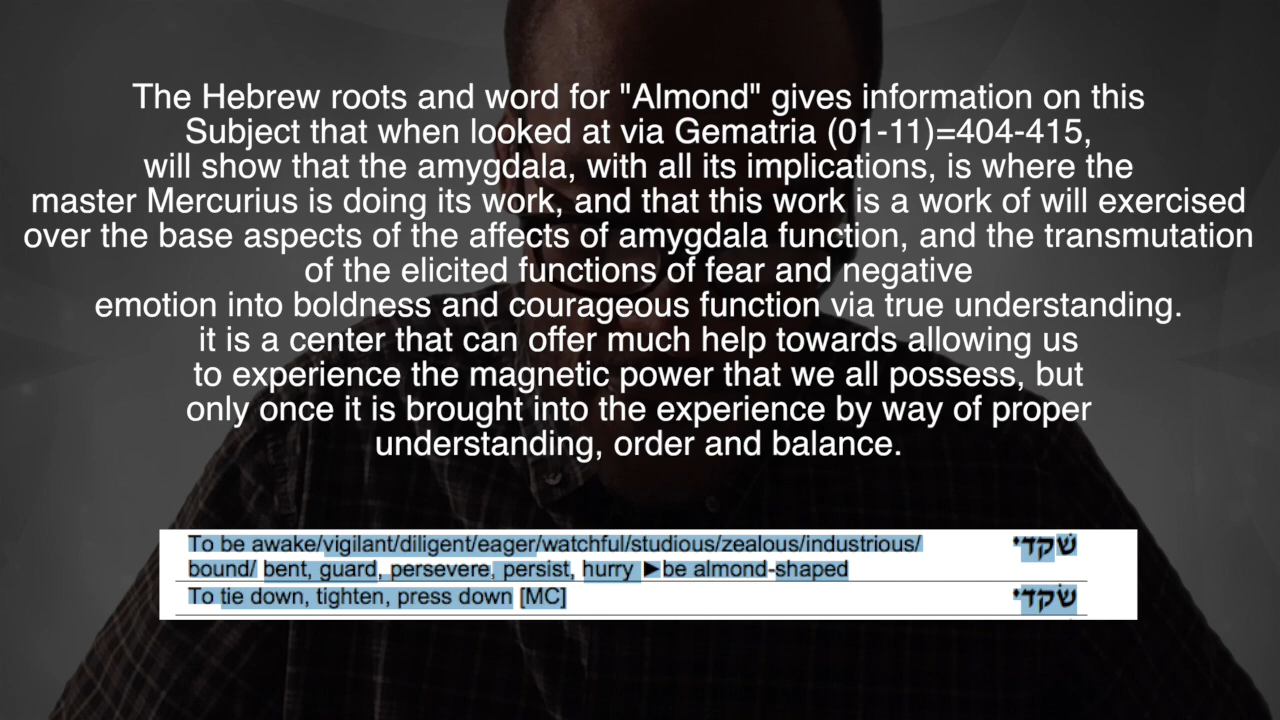 The Hebrew roots and word for "Almond" gives information on this
Subject that when looked at via Gematria (01-11)=404-415,
will show that the amygdala, with all its implications, is where the
master Mercurius is doing its work, and that this work is a work of will exercised
over the base aspects of the affects of amygdala function, and the transmutation
of the elicited functions of fear and negative
emotion into boldness and courageous function via true understanding.
it is a center that can offer much help towards allowing us
to experience the magnetic power that we all possess, but
only once it is brought into the experience by way of proper
understanding, order and balance.
To be awake/vigilant/diligent/eager/watchful/studious/zealous/industrious/ שׁקדי
bound/ bent, guard, persevere, persist, hurry ►be almond-shaped
To tie down, tighten, press down [MC] שׂקדי